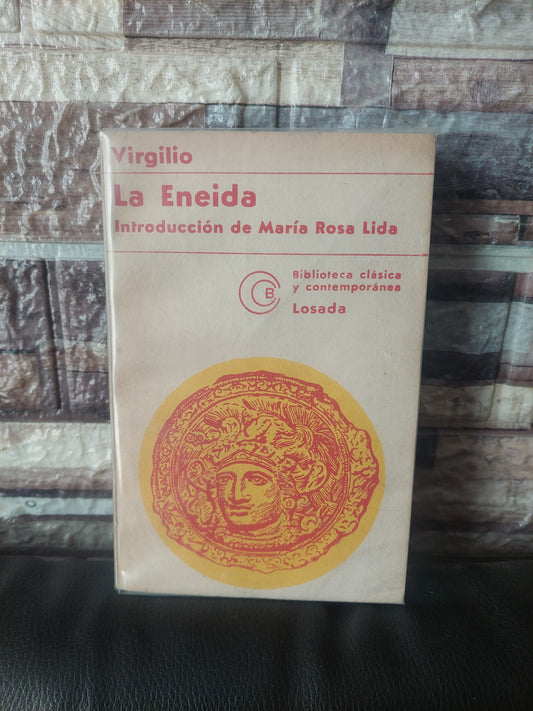 Virgilio
La Eneida
Introducción de María Rosa Lida
Biblioteca clásica
y contemporánea
Losada
B